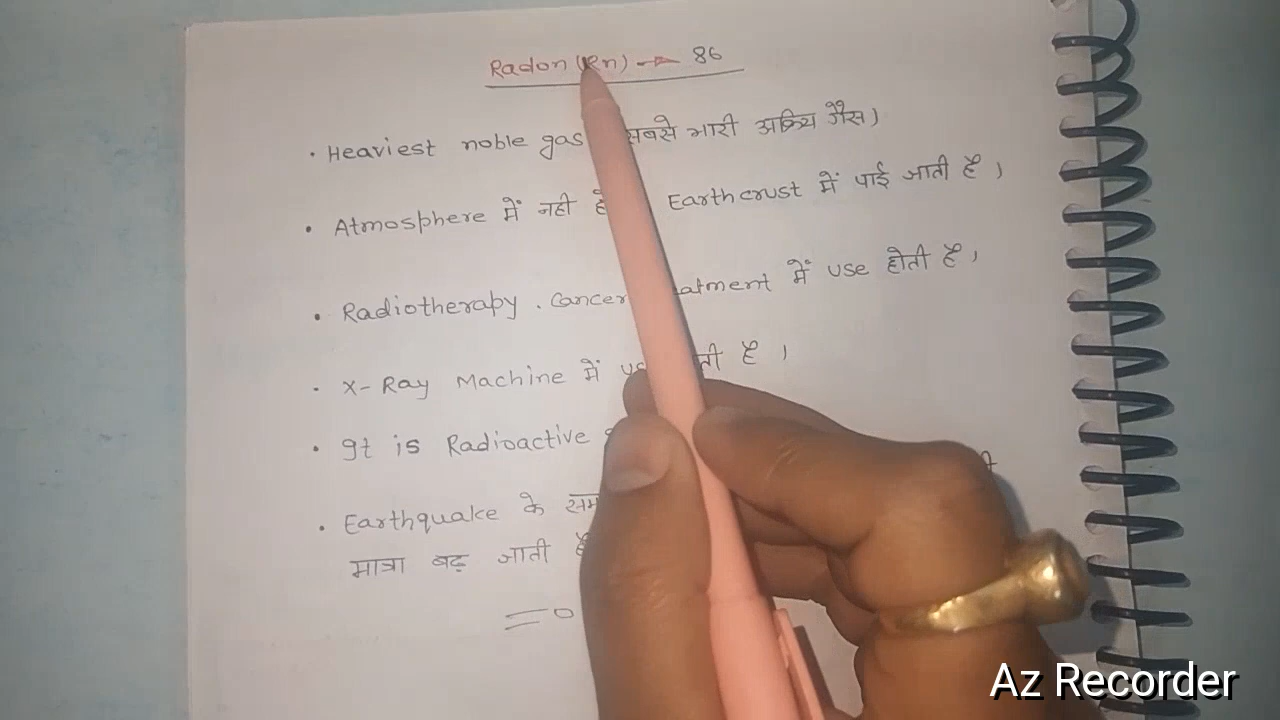 Radon (Rn) → 86
• Heaviest noble gas सबसे भारी अक्रिय गैस)
• Atmosphere में नही Earthcrust में पाई जाती है ।
• Radiotherapy . Cancer में use होती है ।
• X-Ray Machine में है ।
• It is Radioactive
• Earthquake के
मात्रा बढ़ जाती
Az Recorder